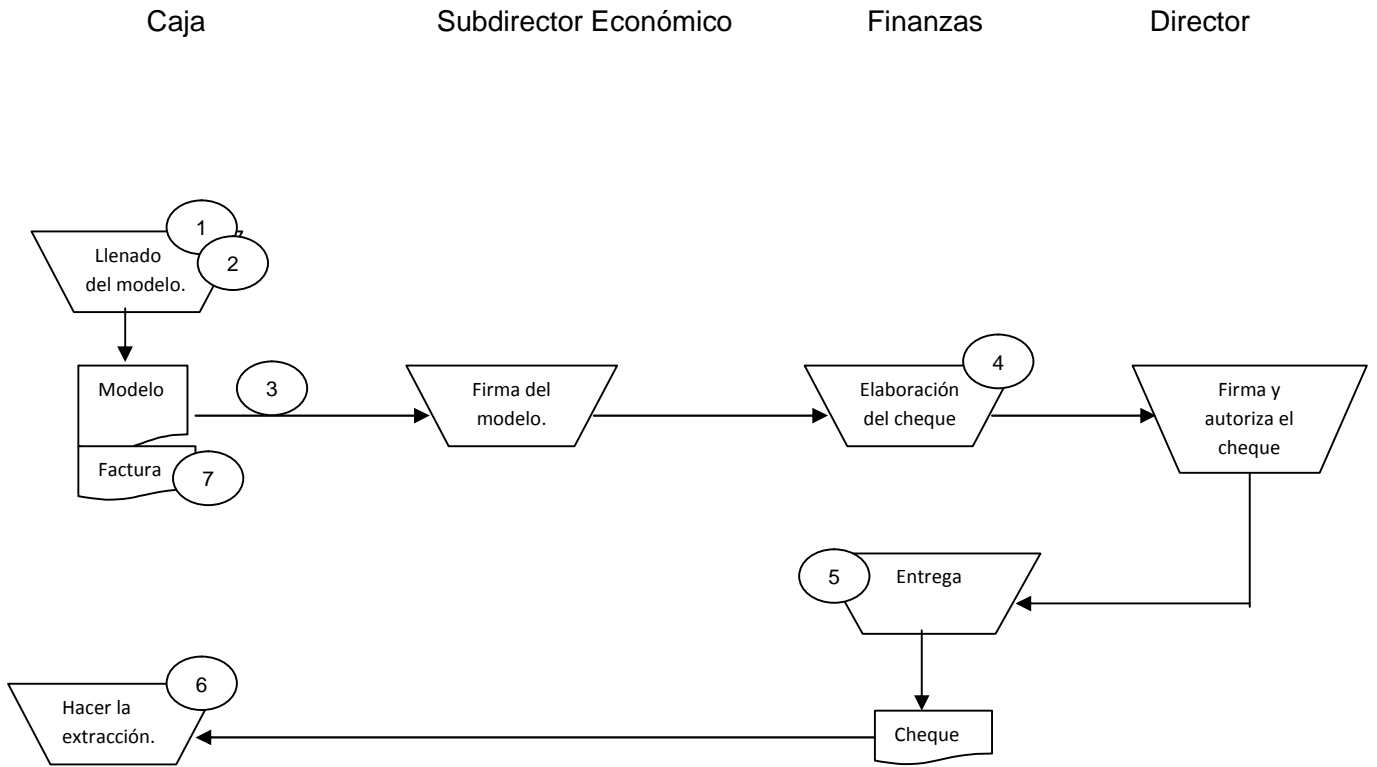 Caja Subdirector Económico Finanzas Director
1
Llenado
del modelo.
2
Modelo
3
Firma del
modelo.
Elaboración
del cheque
4
Firma y
autoriza el
cheque
Factura
7
5
Entrega
6
Hacer la
extracción.
Cheque